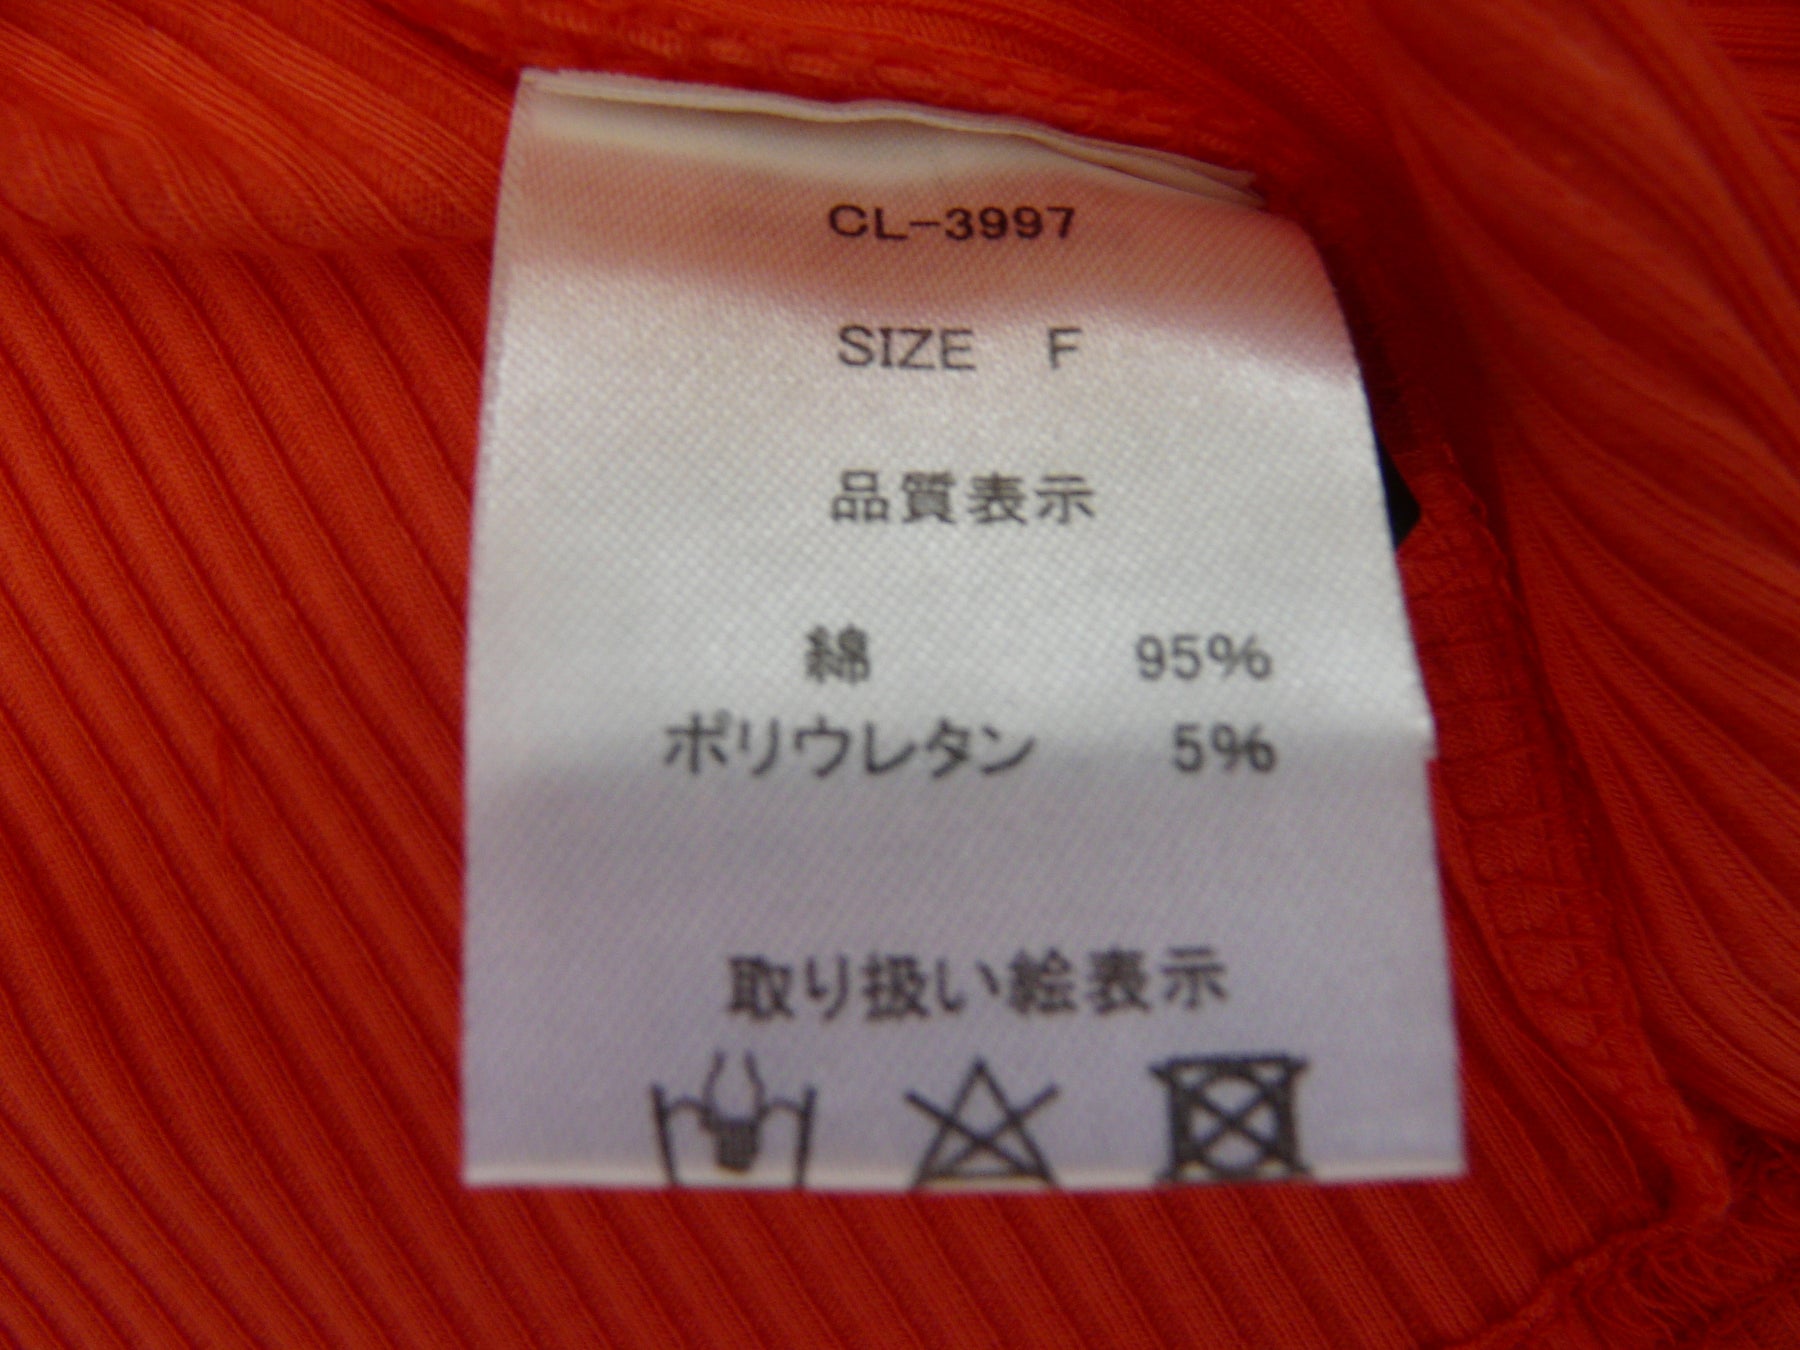 CL-3997
SIZE F
品質表示
綿 95%
ポリウレタン 5%
取り扱い絵表示